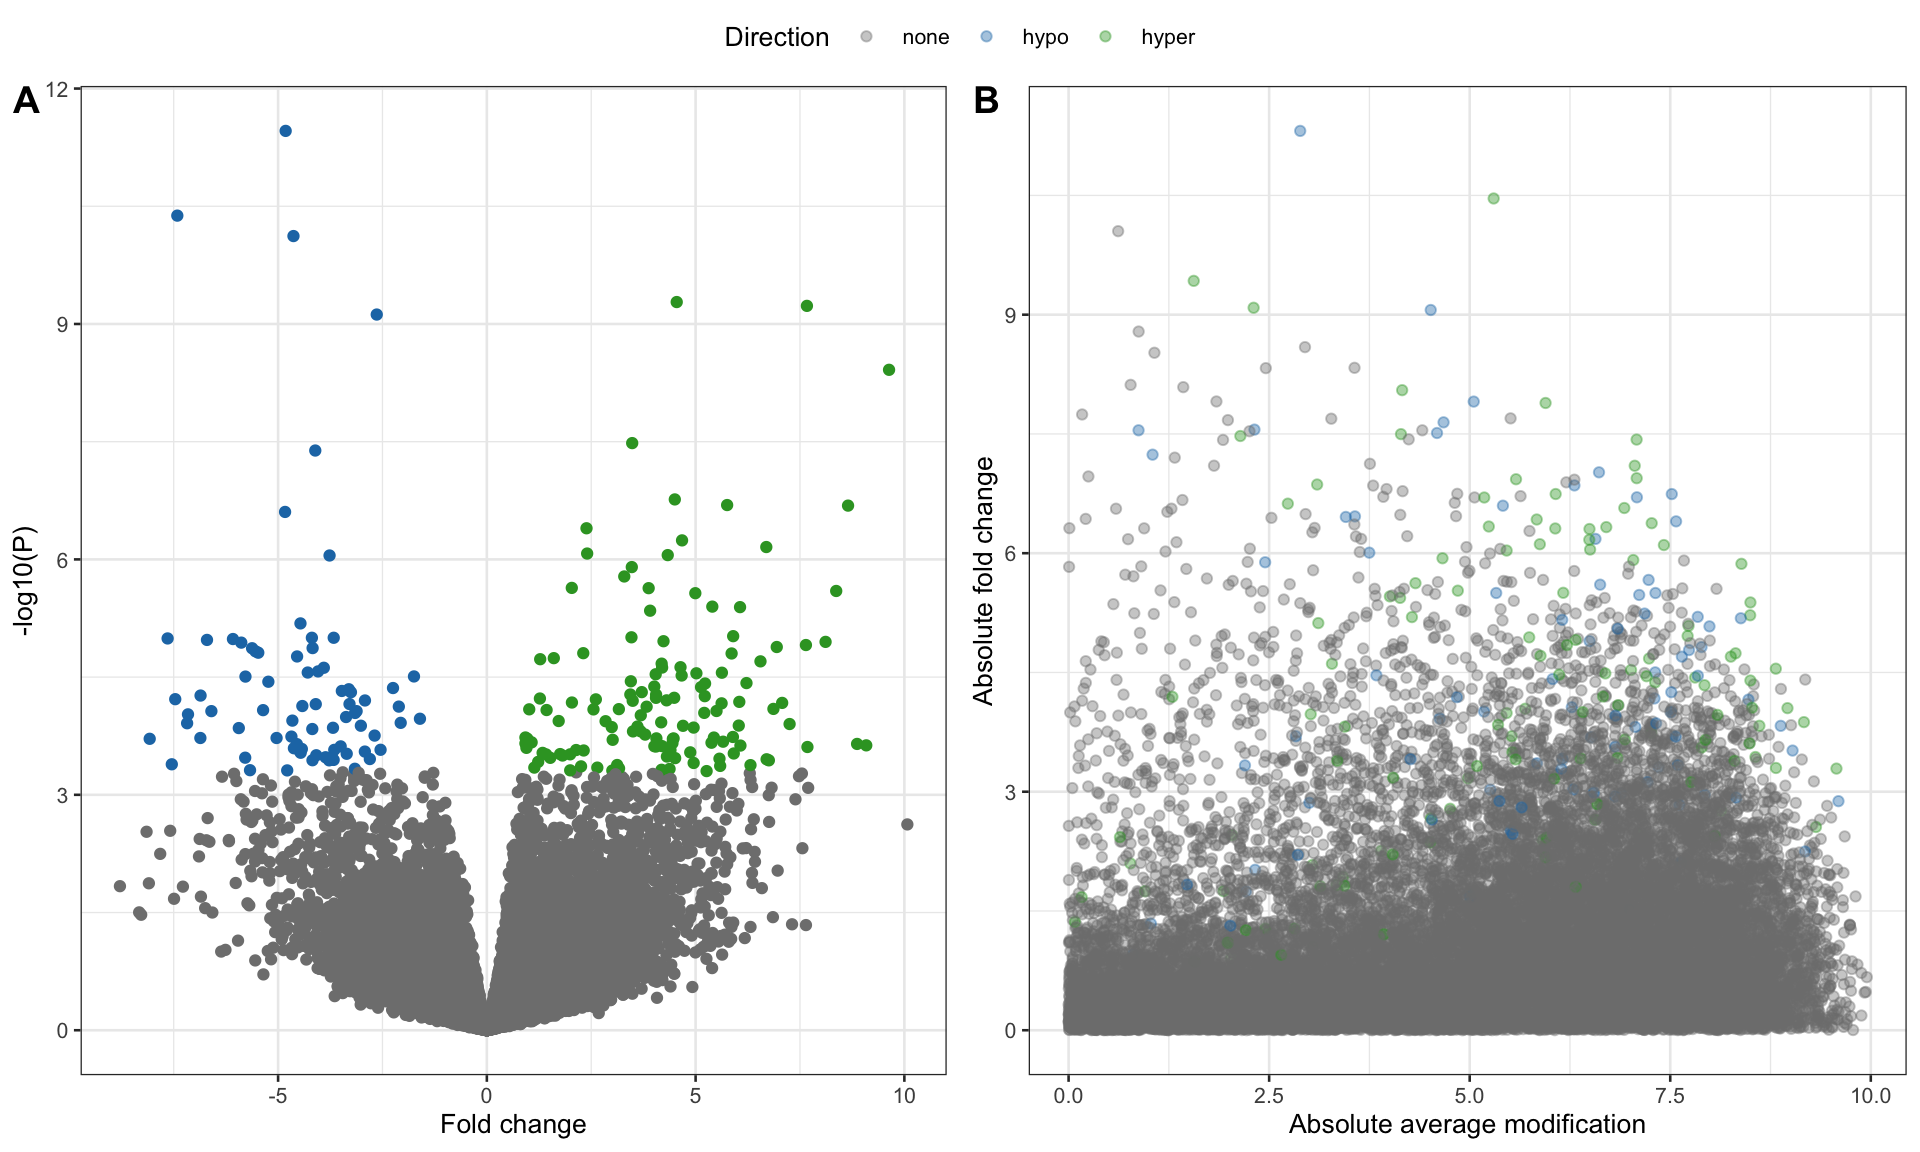 Direction none hypo hyper
A
12
9
6
3
0
-log10(P)
-5 0 5 10
Fold change
B
9
6
3
0
Absolute fold change
0.0 2.5 5.0 7.5 10.0
Absolute average modification